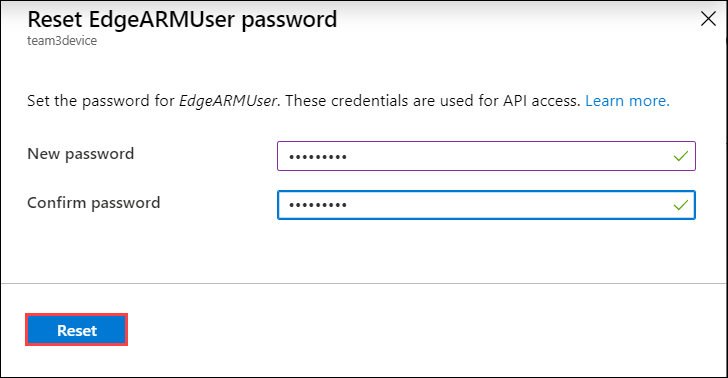 Reset EdgeARMUser password
team3device
Set the password for EdgeARMUser. These credentials are used for API access. Learn more.
New password
•••••••••
Confirm password
•••••••••
Reset